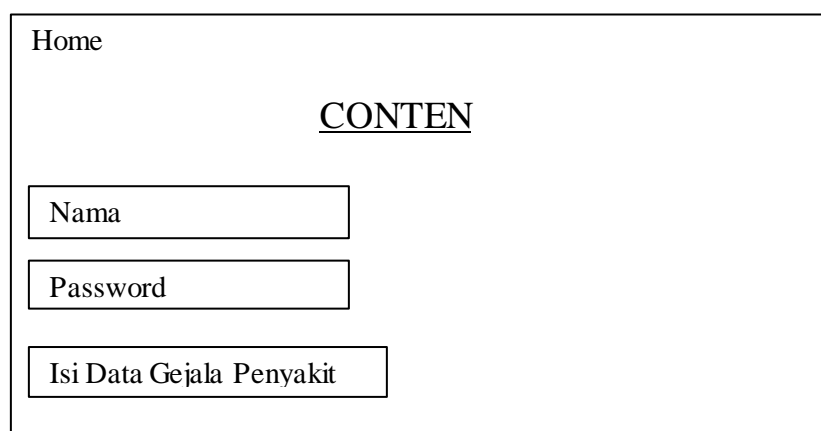 Home
CONTEN
Nama
Password
Isi Data Gejala Penyakit